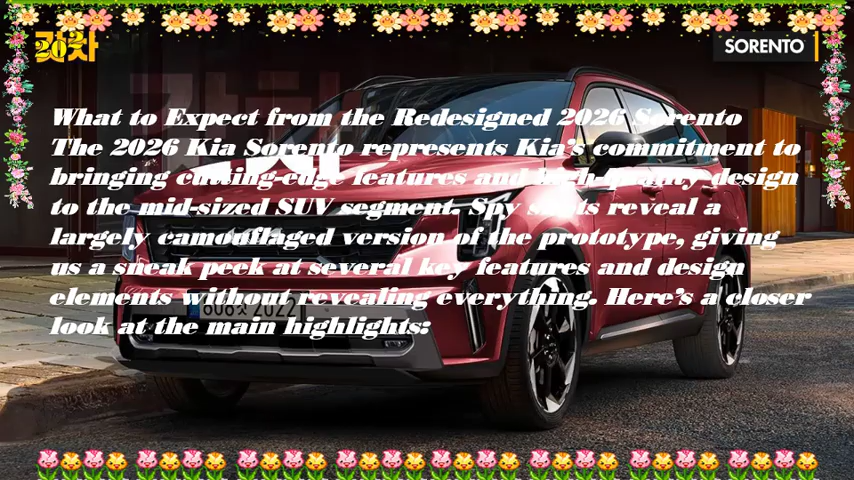 SORENTO
What to Expect from the Redesigned 2026 Sorento
The 2026 Kia Sorento represents Kia's commitment to
bringing cutting-edge features and high-quality design
to the mid-sized SUV segment. Spy shots reveal a
largely camouflaged version of the prototype, giving
us a sneak peek at several key features and design
elements without revealing everything. Here's a closer
look at the main highlights: